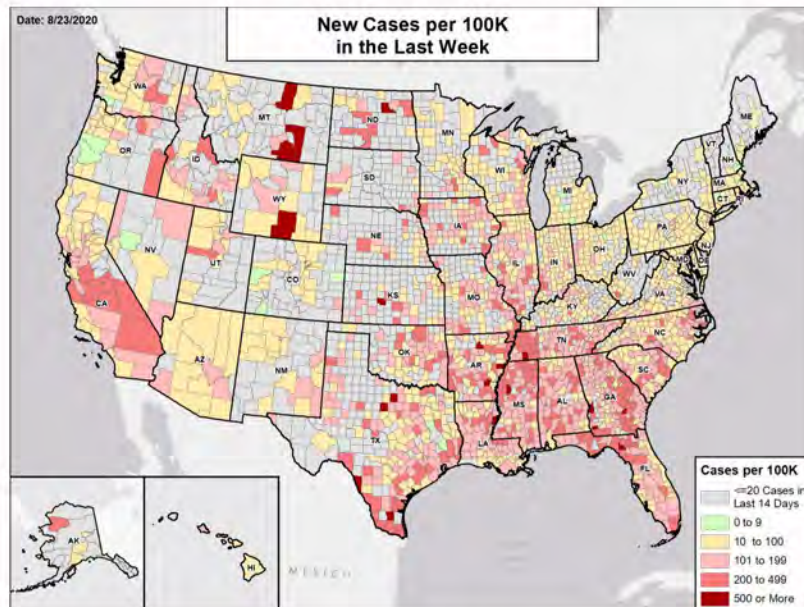 Date: 8/23/2020
New Cases per 100K
in the Last Week
WA
MT
ND
MN
ME
OR
ID
WI
VT
NH
SD
NY
MA
WY
MI
CT
RI
IA
PA
NE
NJ
NV
OH
MD
DE
UT
IL
IN
CO
WV
VA
CA
KS
MO
KY
NC
TN
OK
AZ
NM
AR
SC
MS
AL
GA
TX
LA
FL
AK
HI
MEXICO
Cases per 100K
<=20 Cases in
Last 14 Days
0 to 9
10 to 100
101 to 199
200 to 499
500 or More